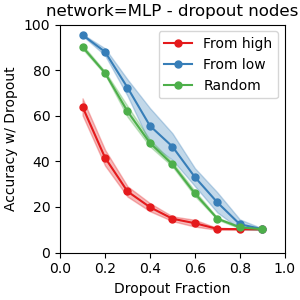 network=MLP - dropout nodes
100
80
60
40
20
0
Accuracy w/ Dropout
From high
From low
Random
0.0 0.2 0.4 0.6 0.8 1.0
Dropout Fraction